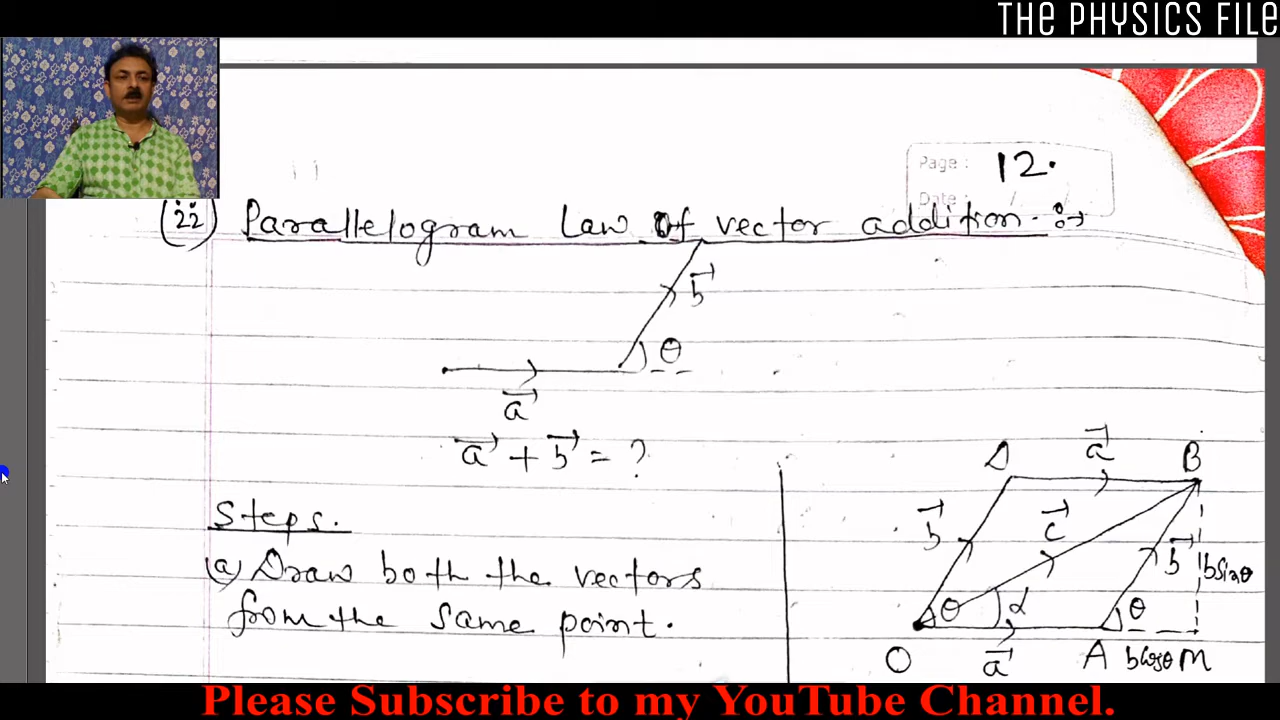 THE PHYSICS FILE
Page : 12.
Date / /
(ii) Parallelogram Law Of vector addition :→
b⃗
θ
a⃗
a⃗ + b⃗ = ?
Steps.
(a) Draw both the vectors
from the same point.
D a⃗ B
b⃗ c⃗ b⃗ bsinθ
θ α θ
O a⃗ A bcosθ M
Please Subscribe to my YouTube Channel.